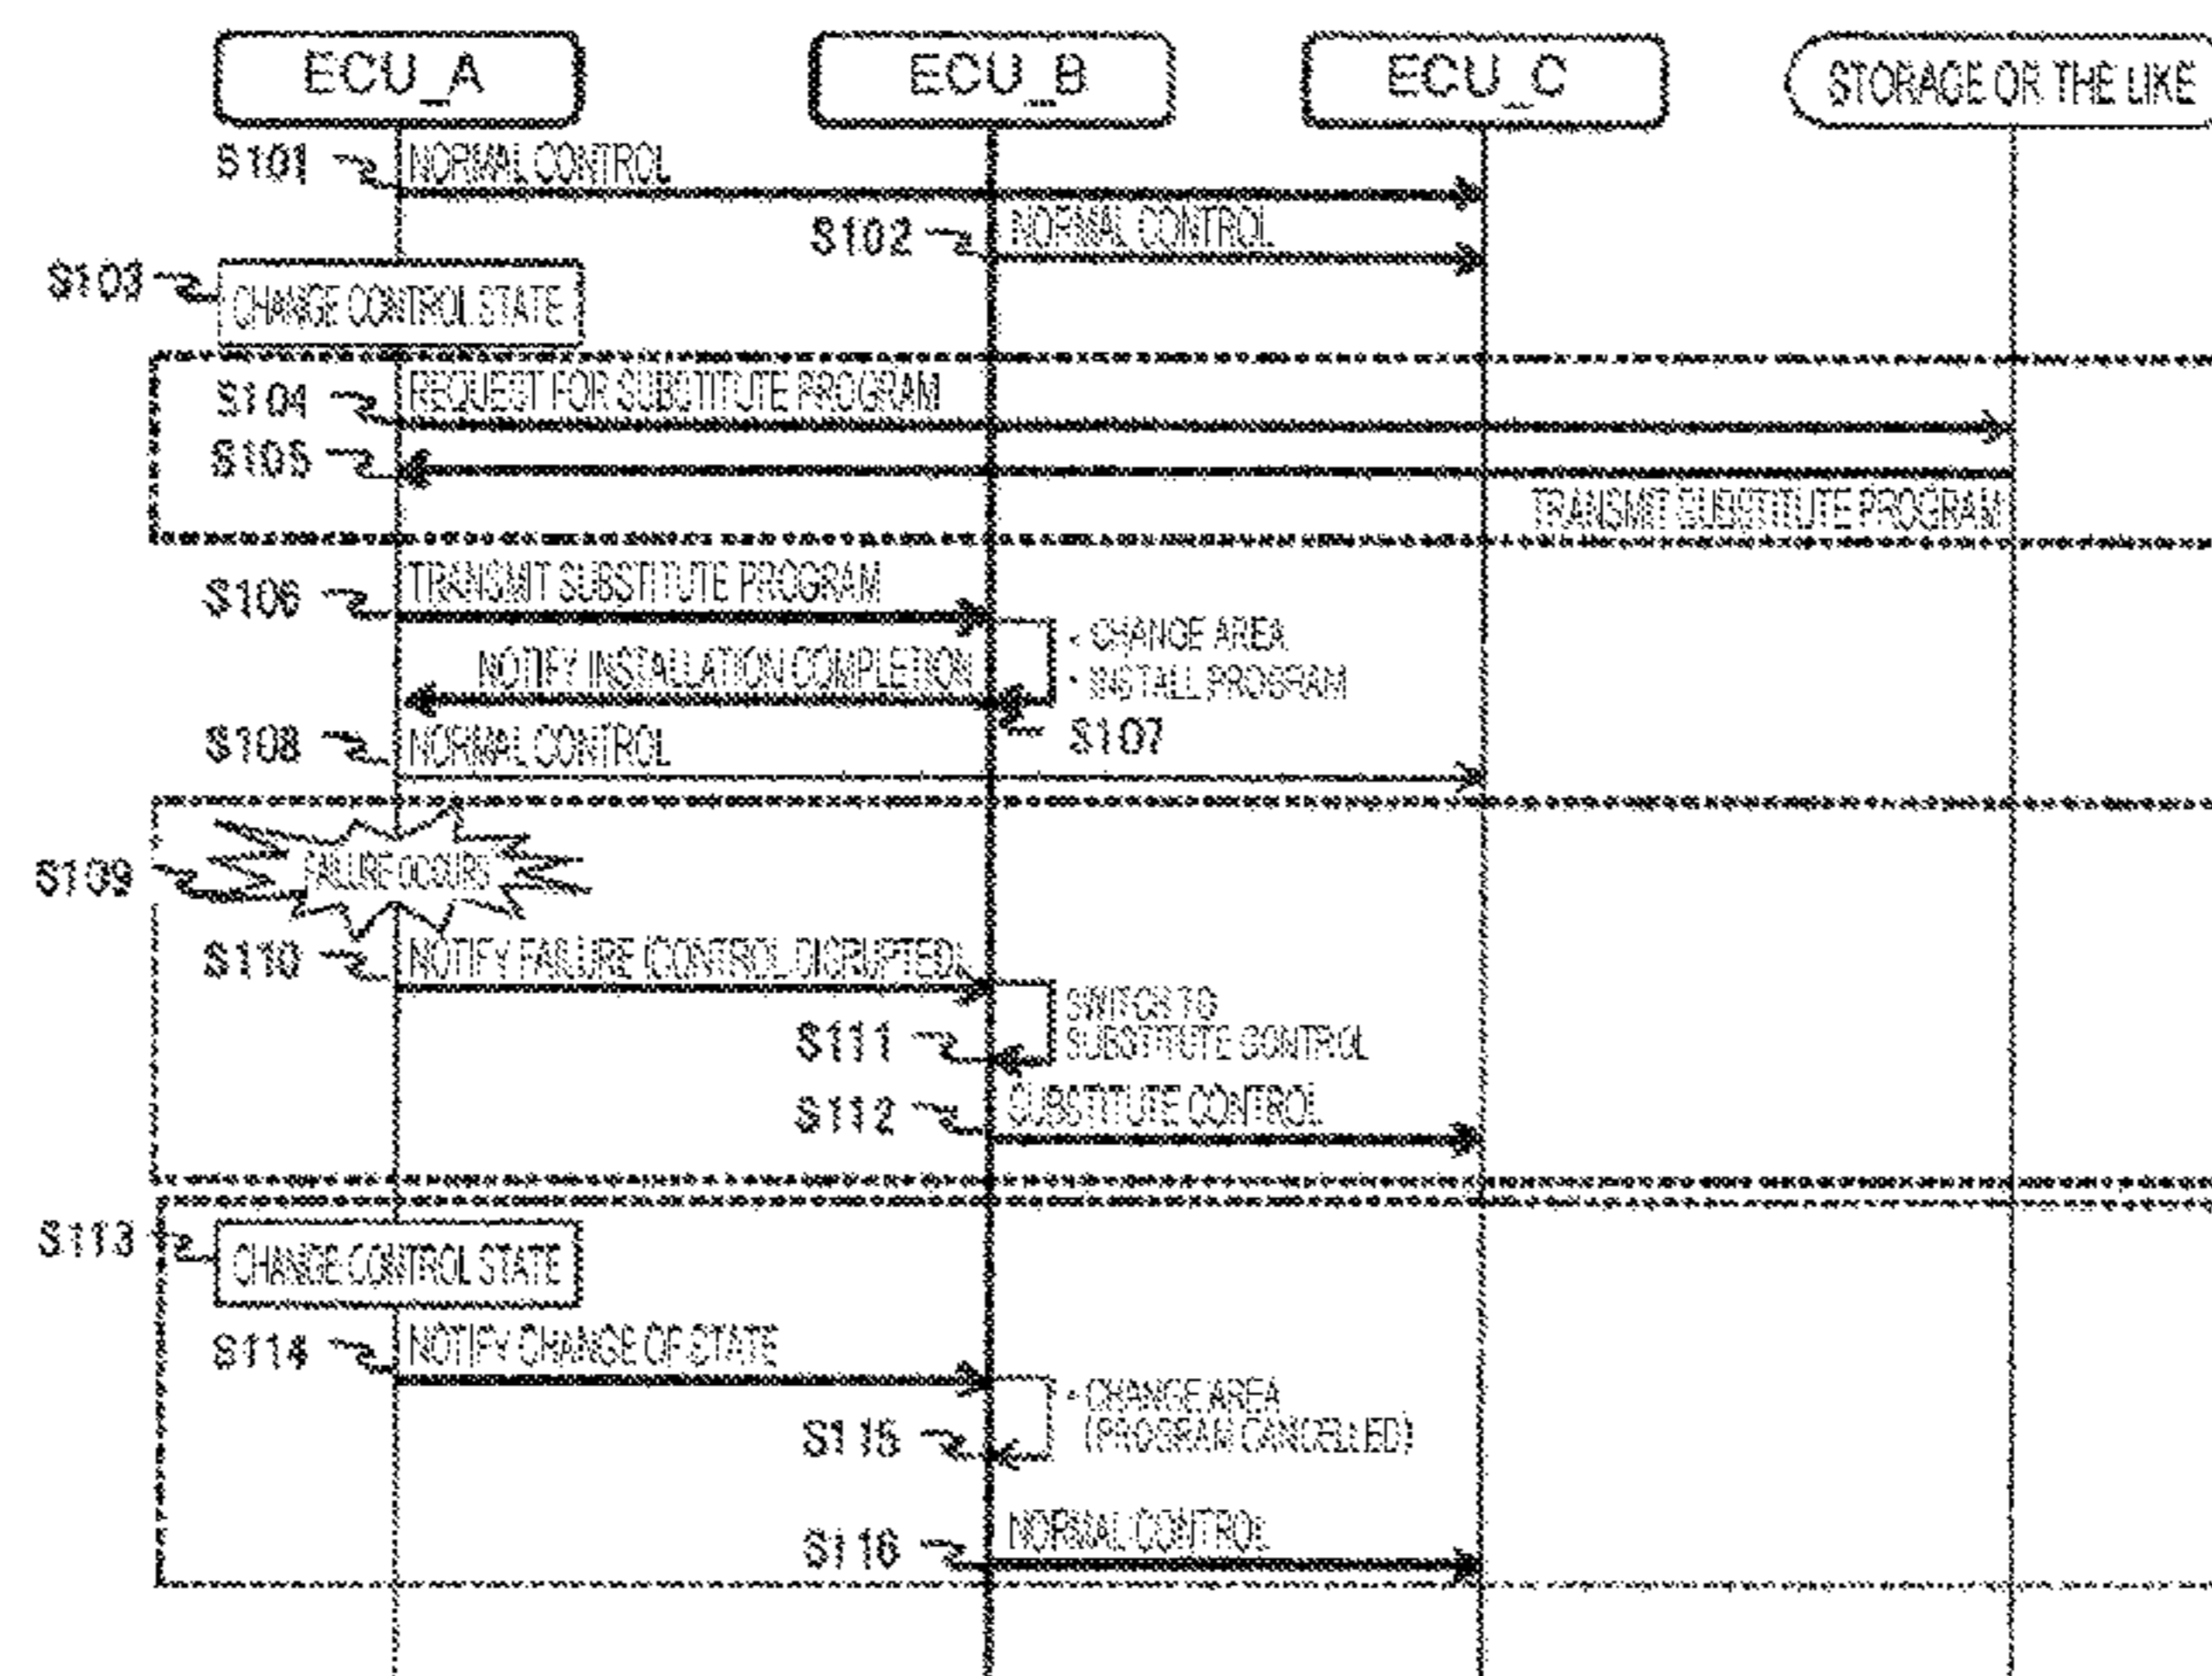 ECU_A
ECU_B
ECU_C
STORAGE OR THE LIKE
S101
NORMAL CONTROL
S102
NORMAL CONTROL
S103
CHANGE CONTROL STATE
S104
REQUEST FOR SUBSTITUTE PROGRAM
S105
TRANSMIT SUBSTITUTE PROGRAM
S106
TRANSMIT SUBSTITUTE PROGRAM
• CHANGE AREA
• INSTALL PROGRAM
NOTIFY INSTALLATION COMPLETION
S107
S108
NORMAL CONTROL
S109
FAILURE OCCURS
S110
NOTIFY FAILURE (CONTROL DISRUPTED)
S111
SWITCH TO
SUBSTITUTE CONTROL
S112
SUBSTITUTE CONTROL
S113
CHANGE CONTROL STATE
S114
NOTIFY CHANGE OF STATE
S115
• CHANGE AREA
(PROGRAM CANCELLED)
S116
NORMAL CONTROL